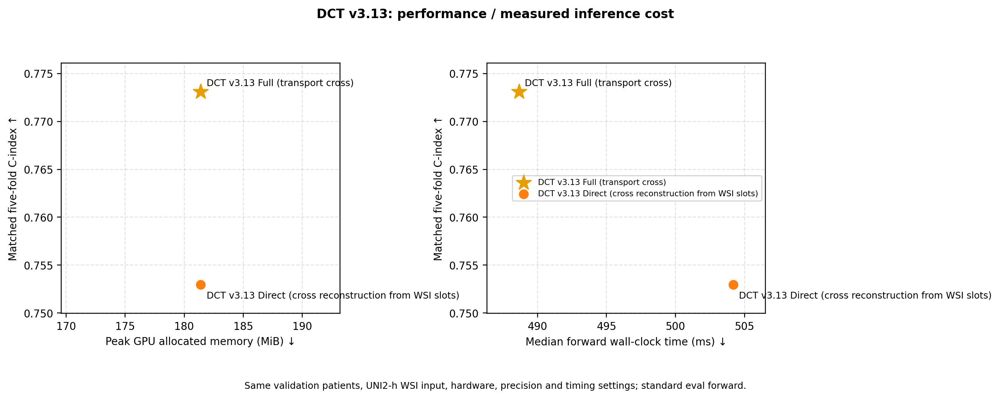 DCT v3.13: performance / measured inference cost
Matched five-fold C-index ↑
0.775
0.770
0.765
0.760
0.755
0.750
DCT v3.13 Full (transport cross)
DCT v3.13 Direct (cross reconstruction from WSI slots)
170 175 180 185 190
Peak GPU allocated memory (MiB) ↓
Matched five-fold C-index ↑
0.775
0.770
0.765
0.760
0.755
0.750
DCT v3.13 Full (transport cross)
DCT v3.13 Full (transport cross)
DCT v3.13 Direct (cross reconstruction from WSI slots)
DCT v3.13 Direct (cross reconstruction from WSI slots)
490 495 500 505
Median forward wall-clock time (ms) ↓
Same validation patients, UNI2-h WSI input, hardware, precision and timing settings; standard eval forward.